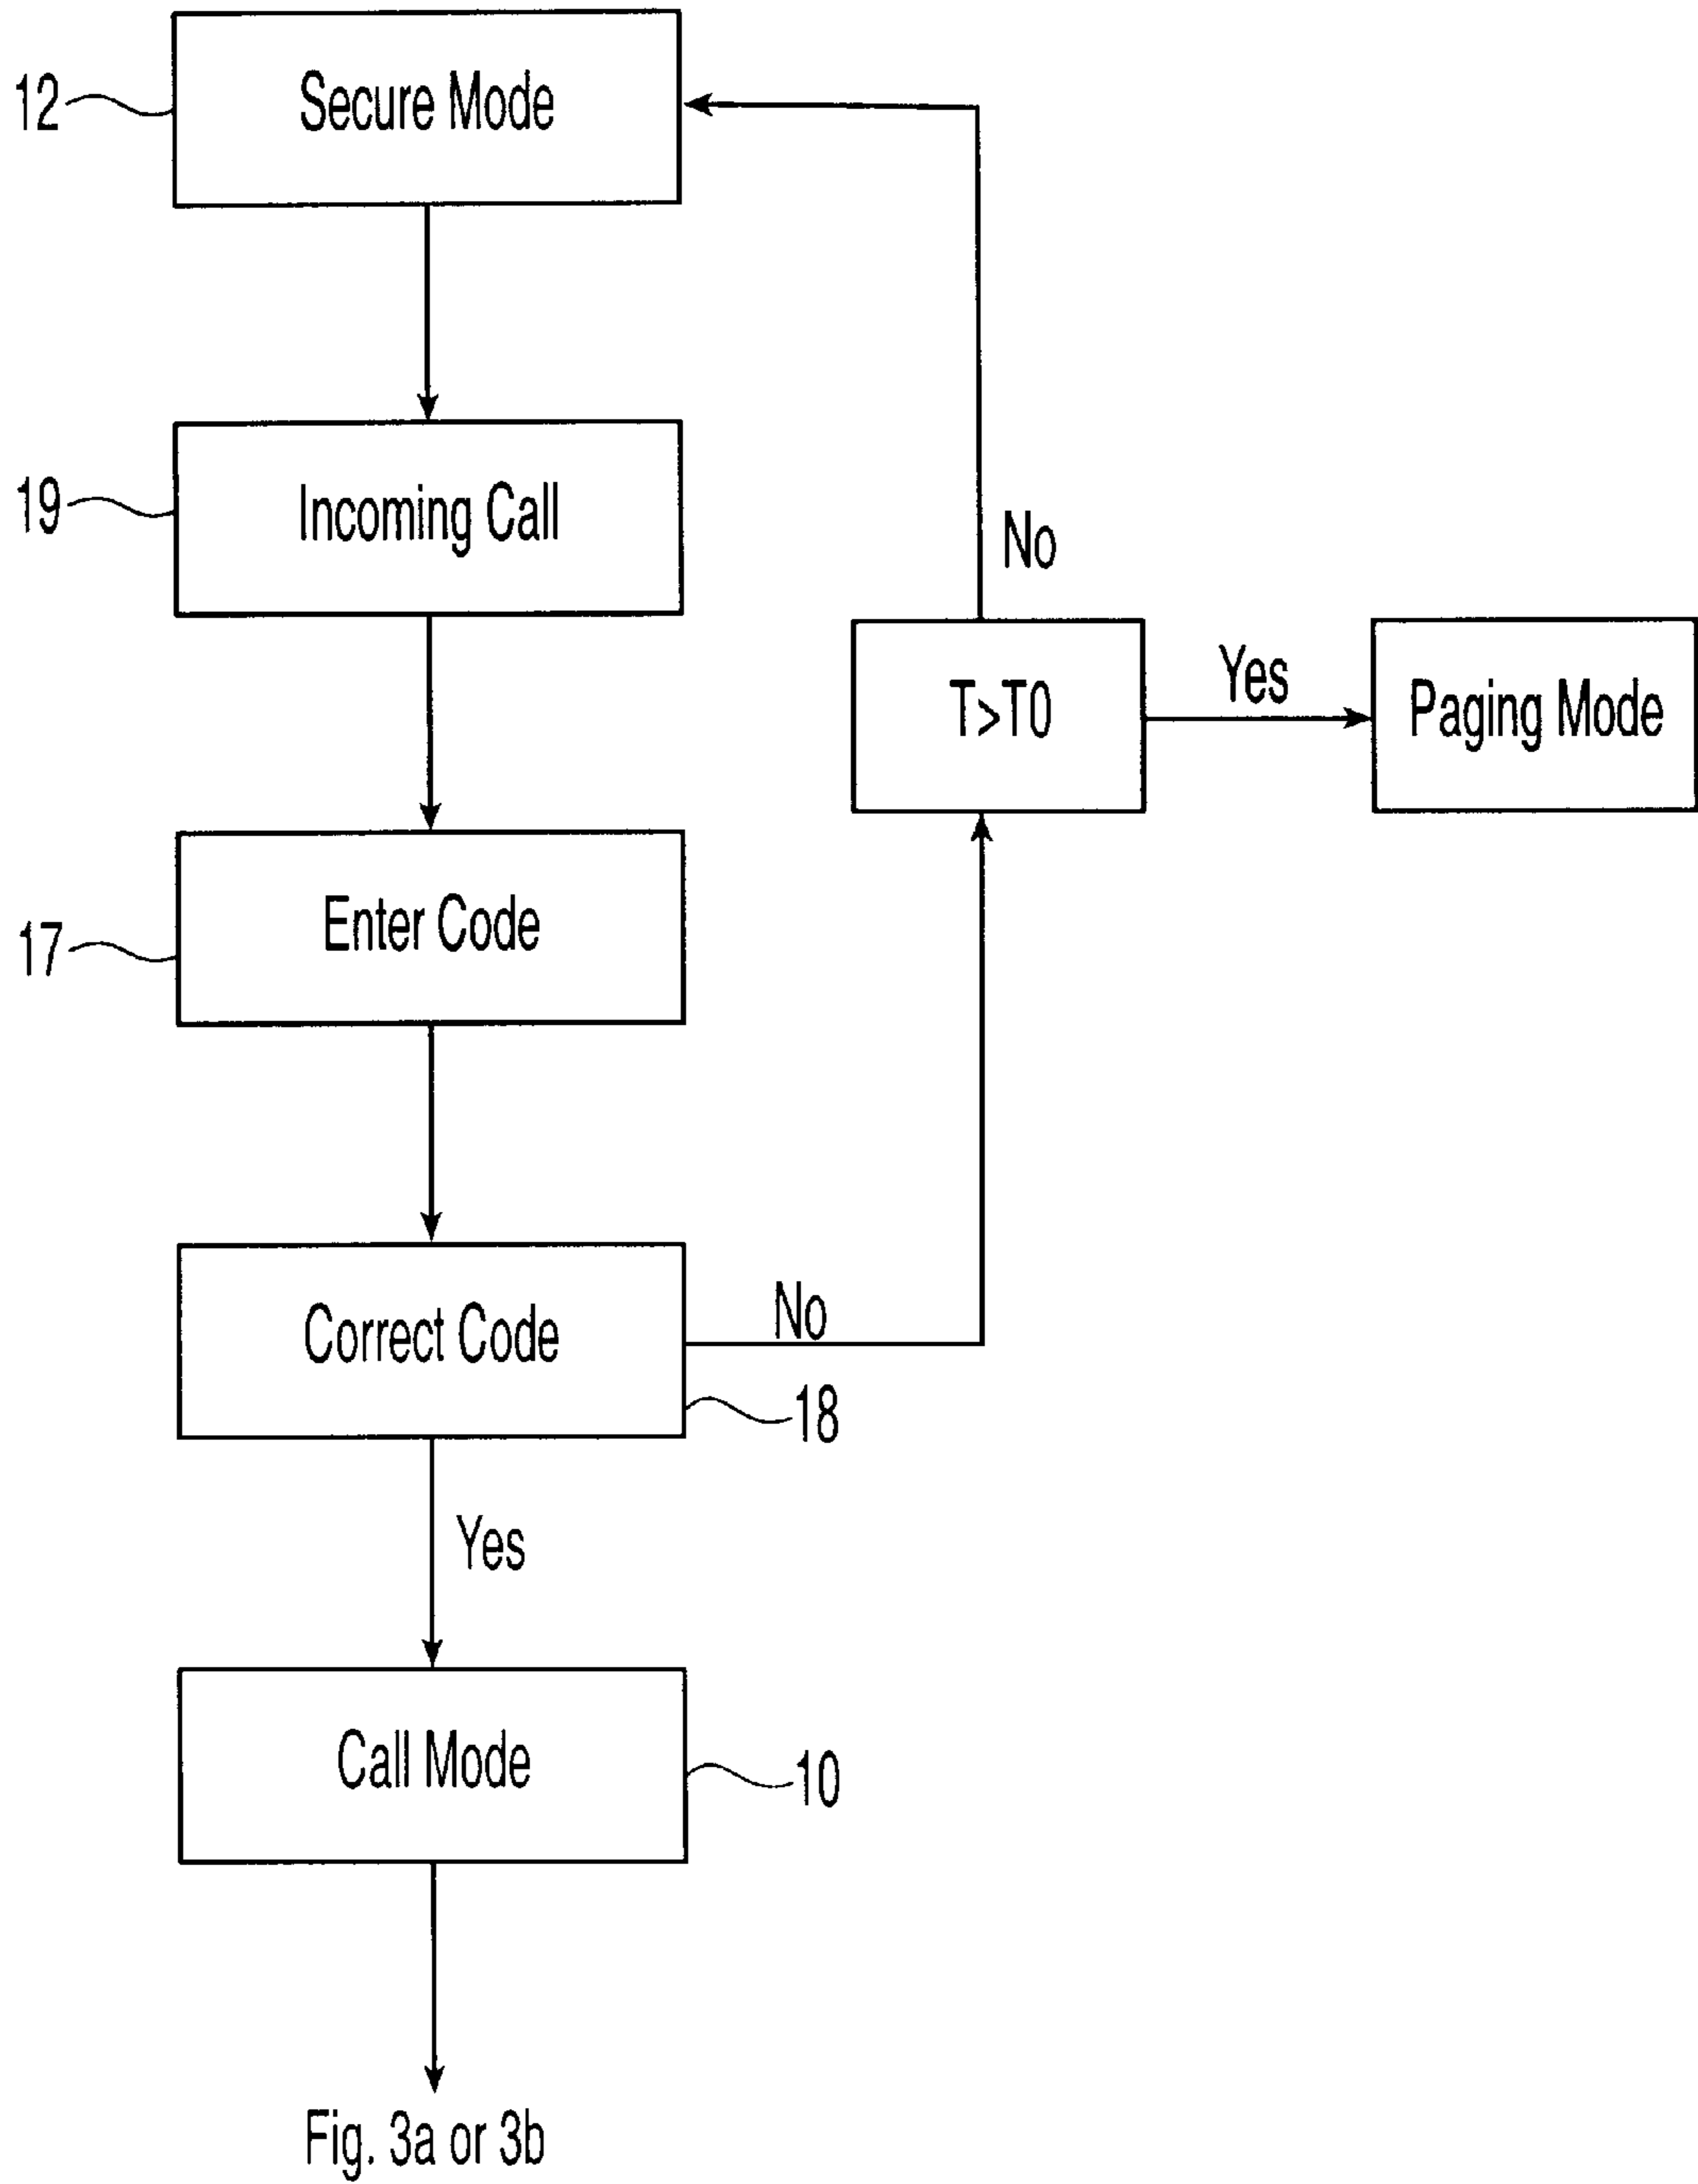 12
Secure Mode
19
Incoming Call
No
T>T0
Yes
Paging Mode
17
Enter Code
Correct Code
No
18
Yes
Call Mode
10
Fig. 3a or 3b